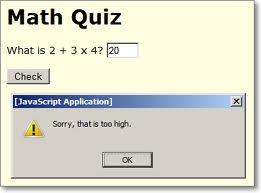 Math Quiz
What is 2 + 3 x 4? 20
Check
[JavaScript Application]
Sorry, that is too high.
OK